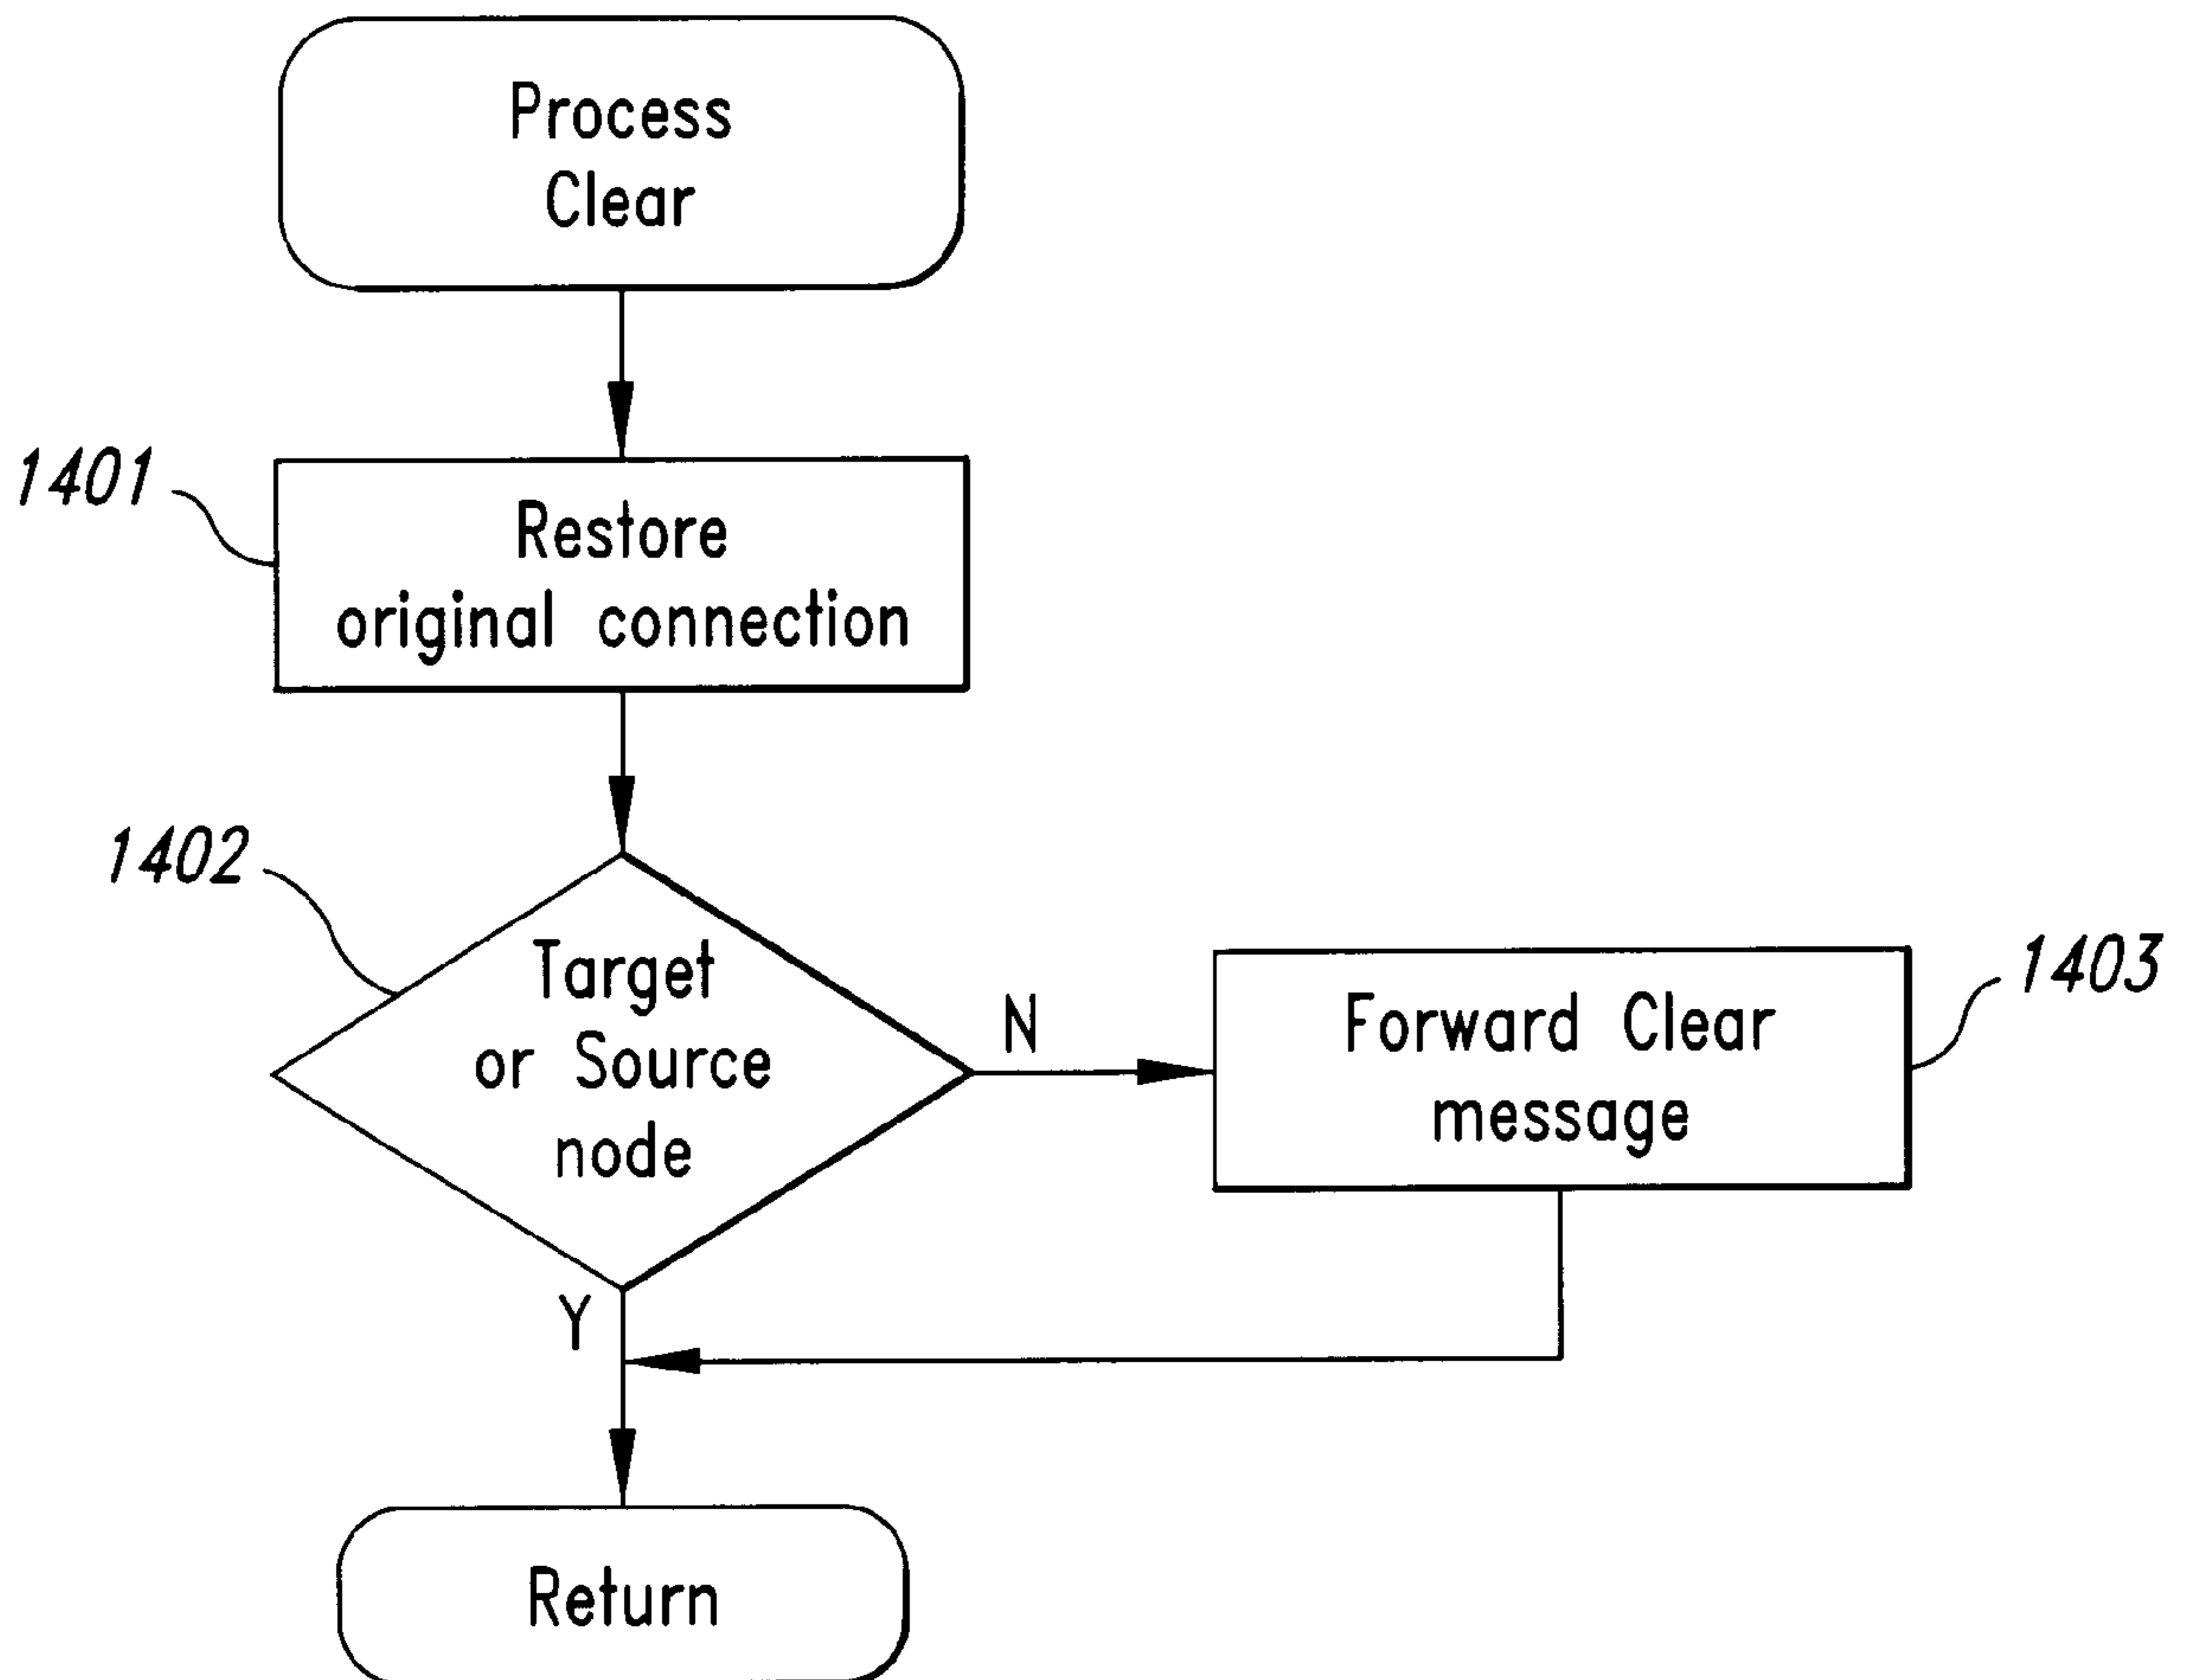 Process
Clear
1401
Restore
original connection
1402
Target
or Source
node
N
Forward Clear
message
1403
Y
Return